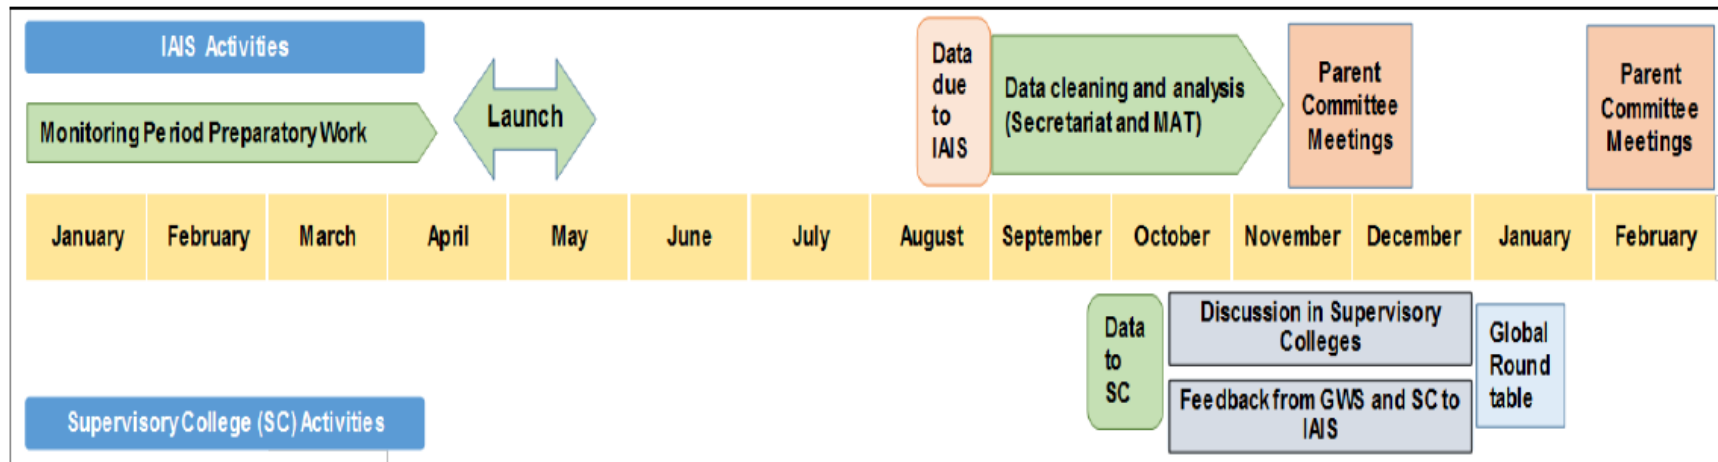 IAIS Activities
Monitoring Period Preparatory Work
Launch
Data
due
to
IAIS
Data cleaning and analysis
(Secretariat and MAT)
Parent
Committee
Meetings
Parent
Committee
Meetings
January February March April May June July August September October November December January February
Data
to
SC
Discussion in Supervisory
Colleges
Feedback from GWS and SC to
IAIS
Global
Round
table
Supervisory College (SC) Activities